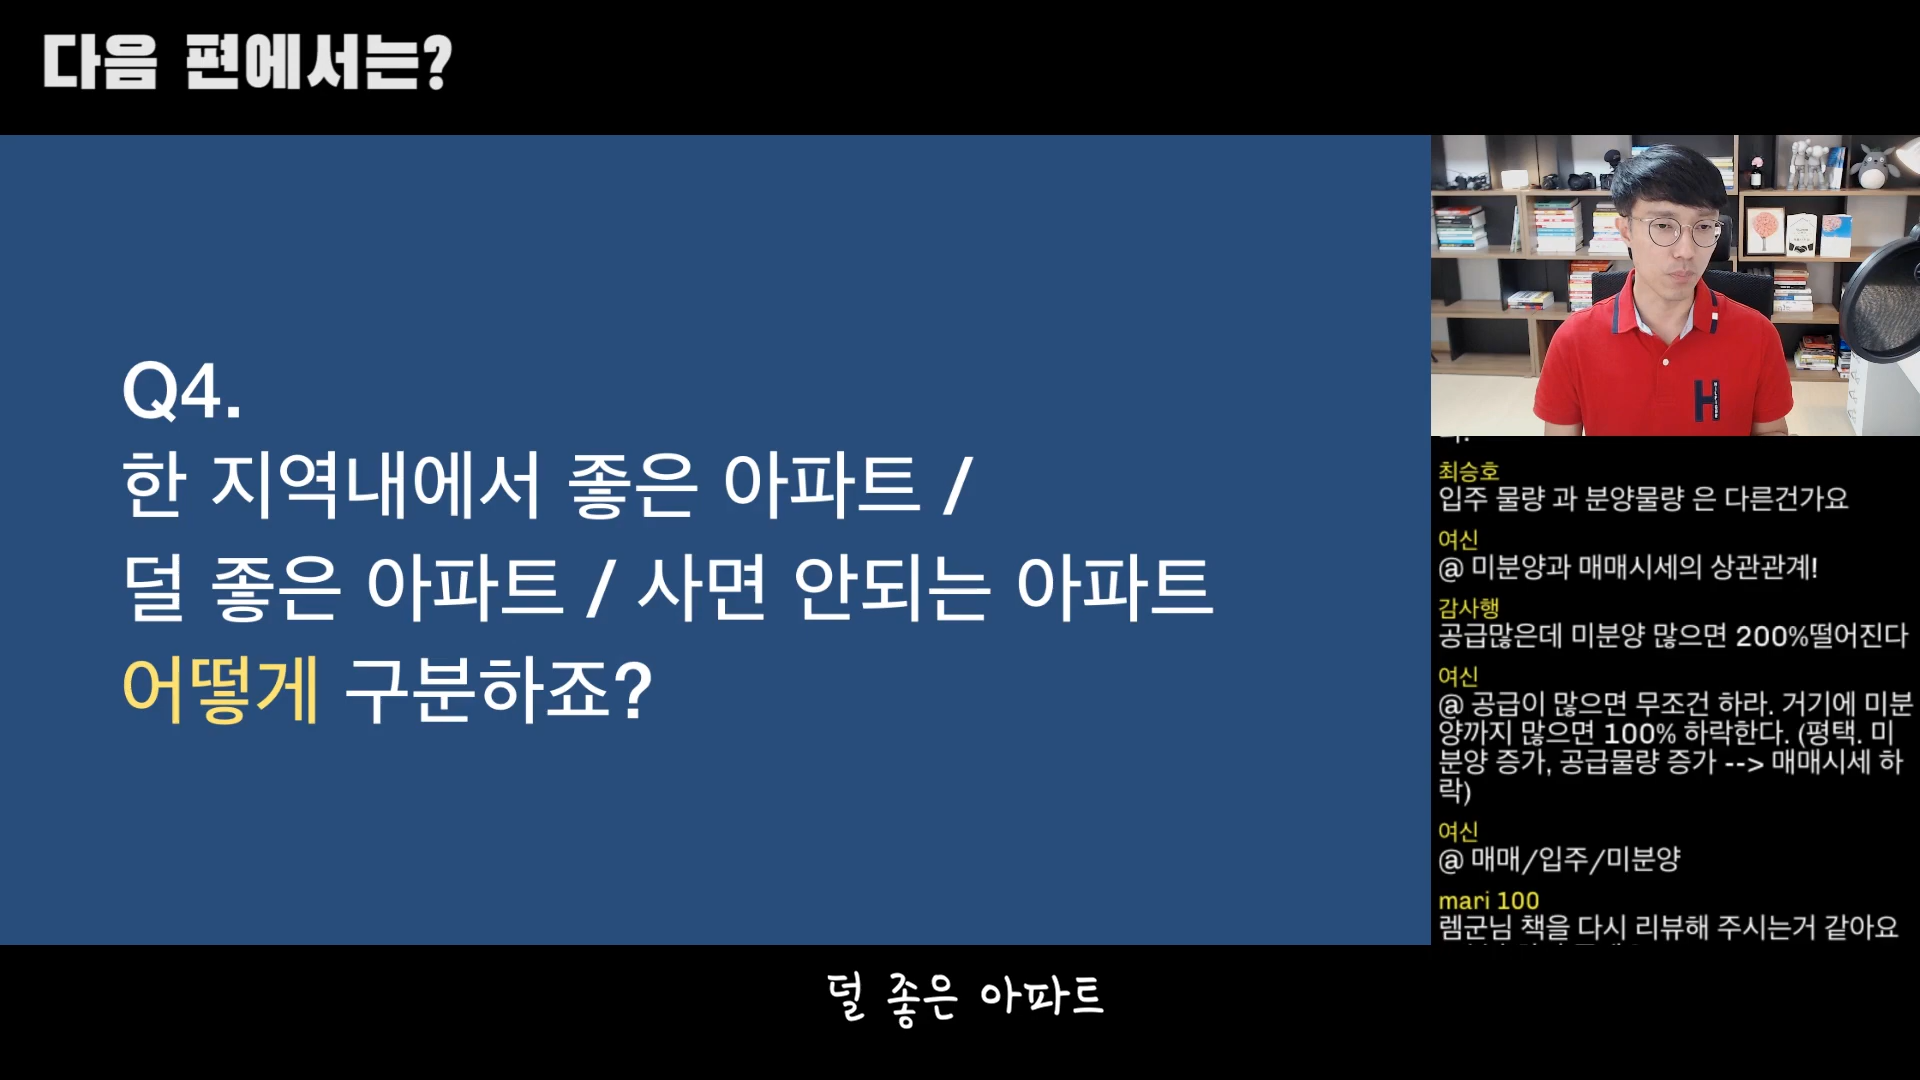 다음 편에서는?
Q4.
한 지역내에서 좋은 아파트 /
덜 좋은 아파트 / 사면 안되는 아파트
어떻게 구분하죠?
최승호
입주 물량 과 분양물량 은 다른건가요
여신
@ 미분양과 매매시세의 상관관계!
감사행
공급많은데 미분양 많으면 200%떨어진다
여신
@ 공급이 많으면 무조건 하라. 거기에 미분
양까지 많으면 100% 하락한다. (평택. 미
분양 증가, 공급물량 증가 --> 매매시세 하
락)
여신
@ 매매/입주/미분양
mari 100
렘군님 책을 다시 리뷰해 주시는거 같아요
덜 좋은 아파트